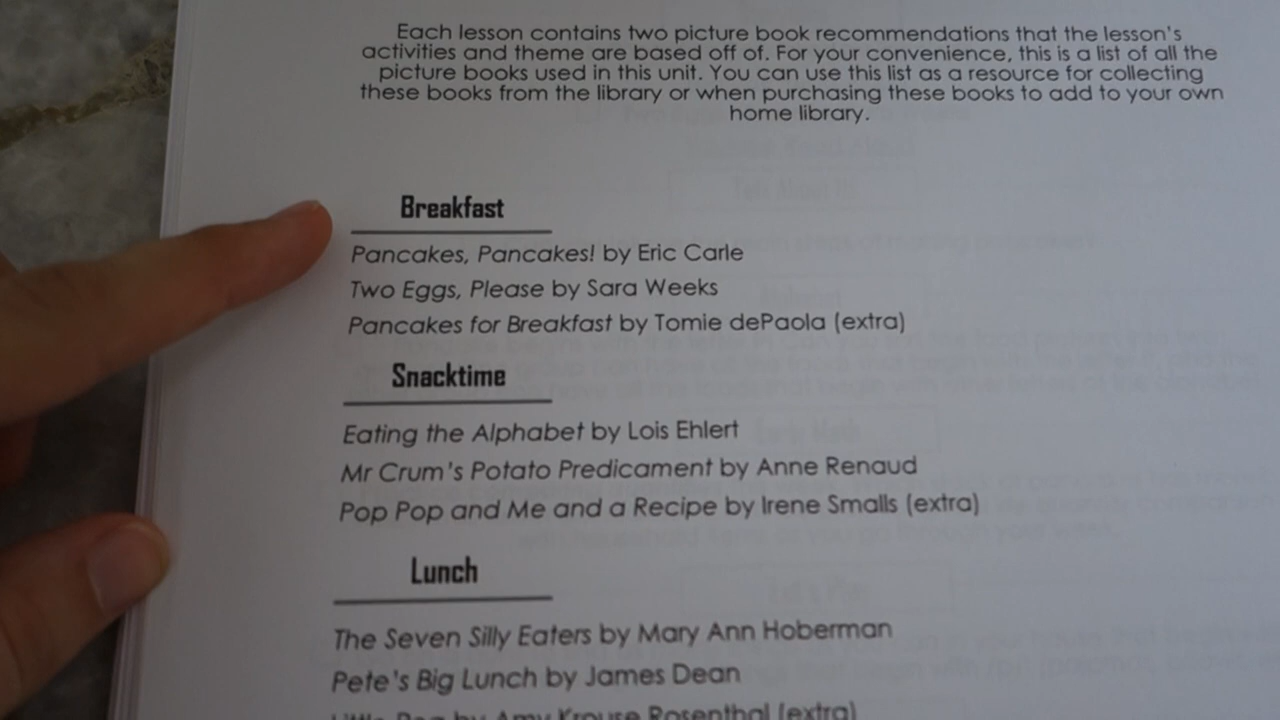 Each lesson contains two picture book recommendations that the lesson's
activities and theme are based off of. For your convenience, this is a list of all the
picture books used in this unit. You can use this list as a resource for collecting
these books from the library or when purchasing these books to add to your own
home library.
Breakfast
Pancakes, Pancakes! by Eric Carle
Two Eggs, Please by Sara Weeks
Pancakes for Breakfast by Tomie dePaola (extra)
Snacktime
Eating the Alphabet by Lois Ehlert
Mr Crum's Potato Predicament by Anne Renaud
Pop Pop and Me and a Recipe by Irene Smalls (extra)
Lunch
The Seven Silly Eaters by Mary Ann Hoberman
Pete's Big Lunch by James Dean
by Amy Krouse Rosenthal (extra)